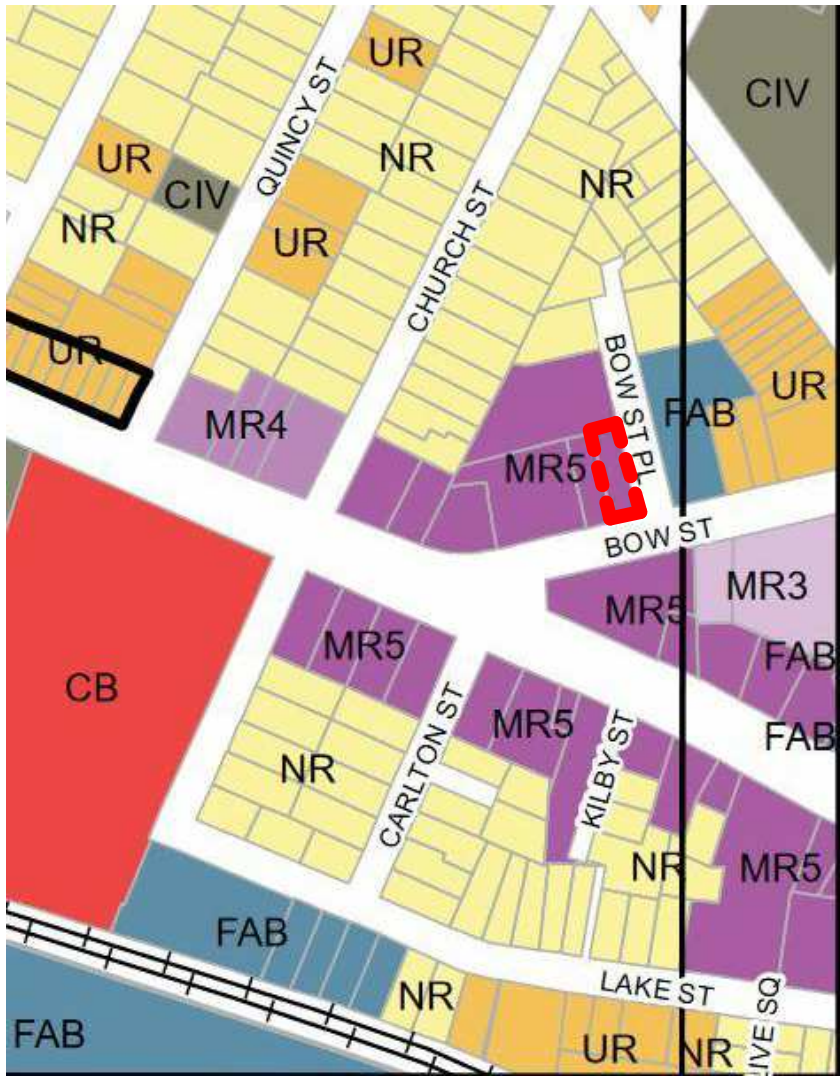 UR
CIV
QUINCY ST
NR
UR
CIV
NR
CHURCH ST
NR
UR
UR
BOW ST PL
UR
FAB
MR4
MR5
BOW ST
MR5
MR3
MR5
FAB
CB
MR5
FAB
CARLTON ST
KILBY ST
NR
NR
MR5
FAB
LAKE ST
NR
FAB
UR
NR
IVE SQ